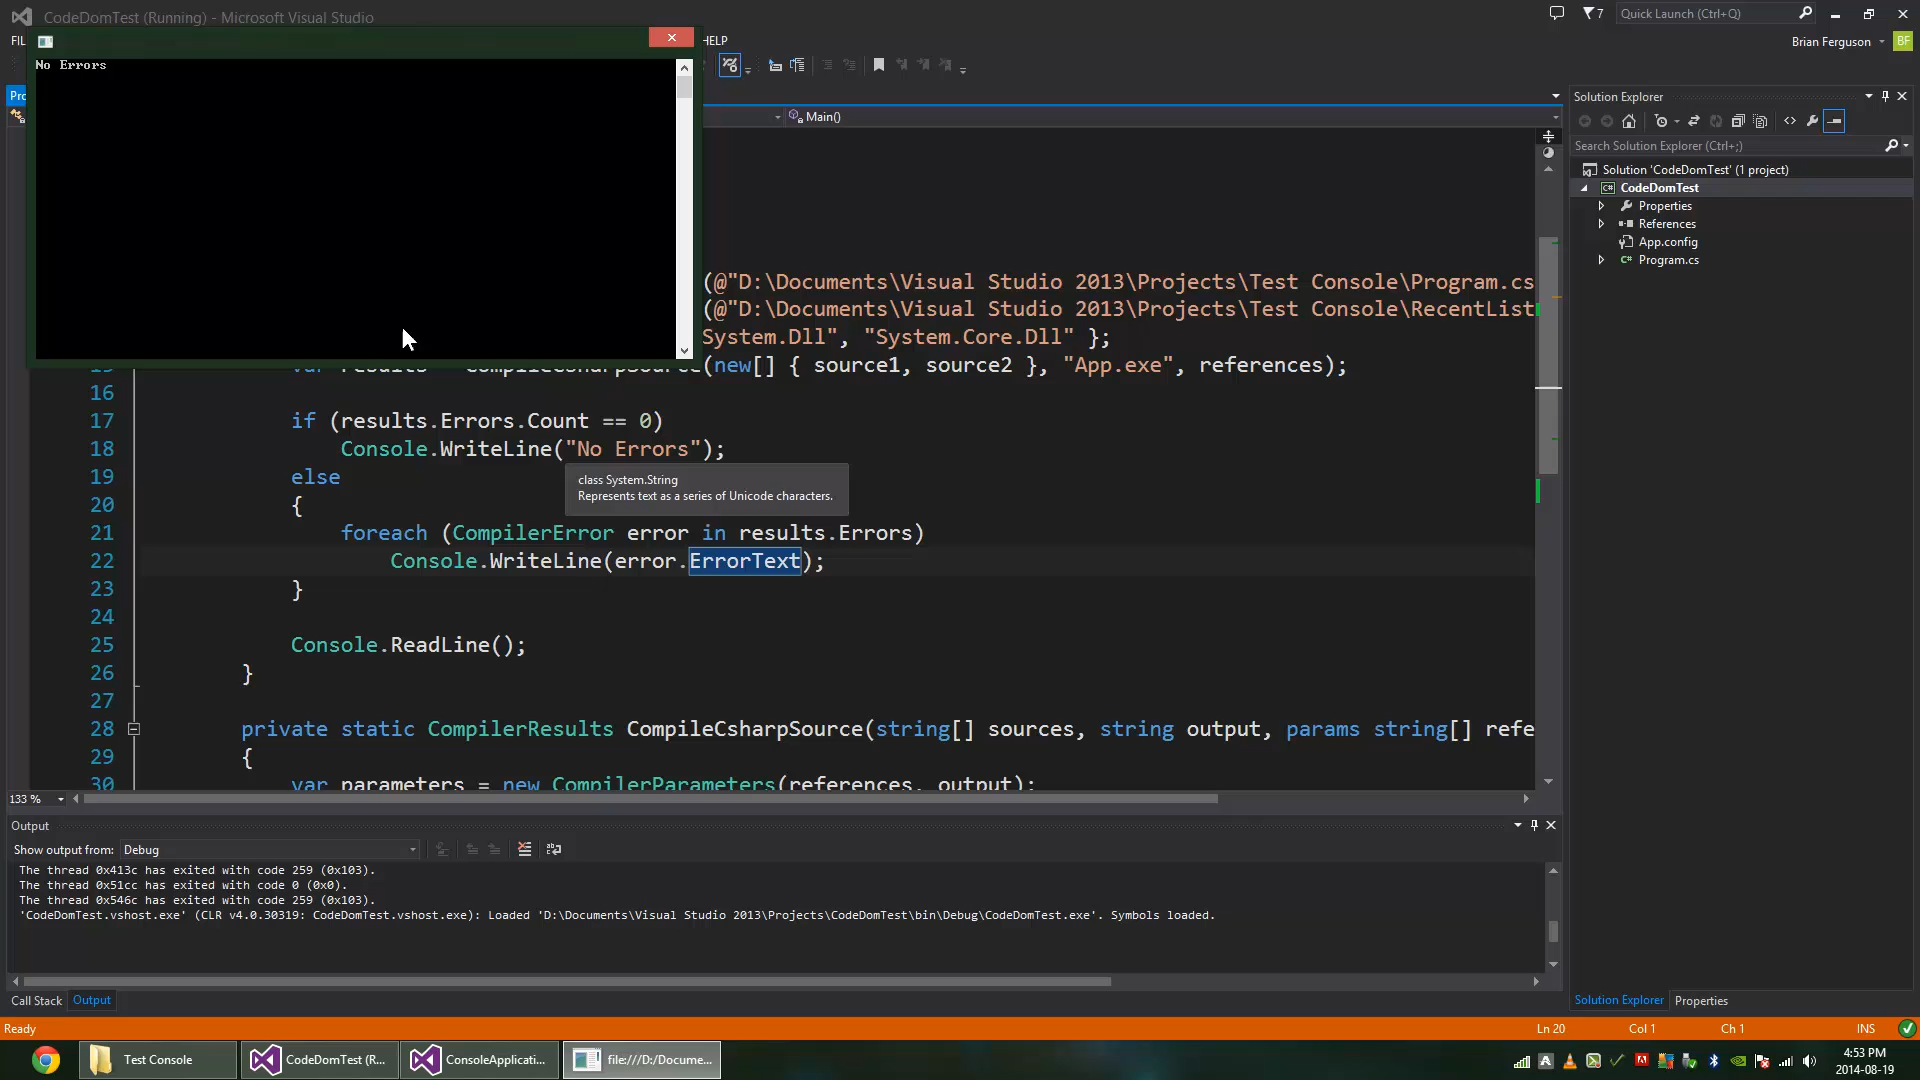 CodeDomTest (Running) - Microsoft Visual Studio
7
Quick Launch (Ctrl+Q)
HELP
Brian Ferguson
BF
No Errors
Main()
(@"D:\Documents\Visual Studio 2013\Projects\Test Console\Program.cs
(@"D:\Documents\Visual Studio 2013\Projects\Test Console\RecentList
System.Dll", "System.Core.Dll" };
(new[] { source1, source2 }, "App.exe", references);
16
17 if (results.Errors.Count == 0)
18 Console.WriteLine("No Errors");
19 else
class System.String
Represents text as a series of Unicode characters.
20 {
21 foreach (CompilerError error in results.Errors)
22 Console.WriteLine(error.ErrorText);
23 }
24
25 Console.ReadLine();
26 }
27
28 private static CompilerResults CompileCsharpSource(string[] sources, string output, params string[] refe
29 {
30 var parameters = new CompilerParameters(references, output);
133 %
Output
Show output from: Debug
The thread 0x413c has exited with code 259 (0x103).
The thread 0x51cc has exited with code 0 (0x0).
The thread 0x546c has exited with code 259 (0x103).
'CodeDomTest.vshost.exe' (CLR v4.0.30319: CodeDomTest.vshost.exe): Loaded 'D:\Documents\Visual Studio 2013\Projects\CodeDomTest\bin\Debug\CodeDomTest.exe'. Symbols loaded.
Call Stack Output
Solution Explorer
Search Solution Explorer (Ctrl+;)
Solution 'CodeDomTest' (1 project)
C# CodeDomTest
Properties
References
App.config
C# Program.cs
Solution Explorer Properties
Ready
Ln 20 Col 1 Ch 1 INS
Test Console
CodeDomTest (R...
ConsoleApplicati...
file:///D:/Docume...
4:53 PM
2014-08-19